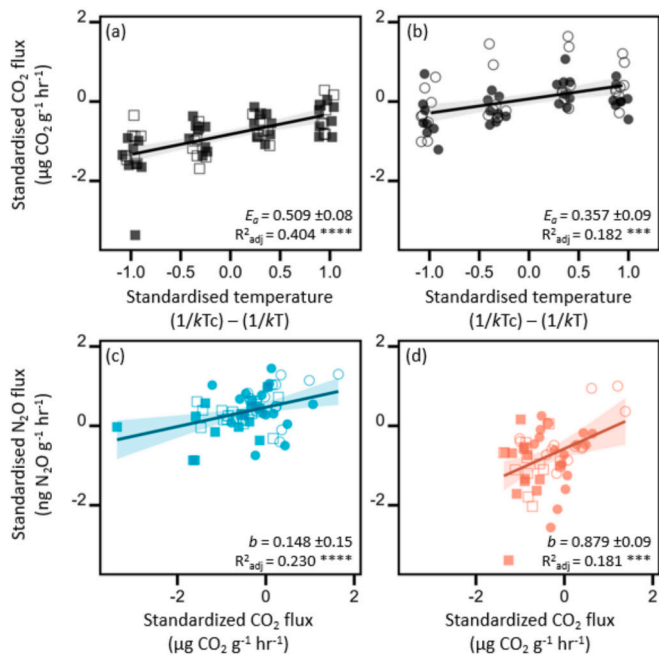 (a)
(b)
Standardised CO2 flux
(μg CO2 g-1 hr-1)
2
0
-2
Ea = 0.509 ±0.08
R2adj = 0.404 ****
Ea = 0.357 ±0.09
R2adj = 0.182 ***
-1.0 -0.5 0.0 0.5 1.0
-1.0 -0.5 0.0 0.5 1.0
Standardised temperature
(1/kTc) – (1/kT)
Standardised temperature
(1/kTc) – (1/kT)
(c)
(d)
Standardised N2O flux
(ng N2O g-1 hr-1)
2
0
-2
b = 0.148 ±0.15
R2adj = 0.230 ****
b = 0.879 ±0.09
R2adj = 0.181 ***
-2 0 2
-2 0 2
Standardized CO2 flux
(μg CO2 g-1 hr-1)
Standardized CO2 flux
(μg CO2 g-1 hr-1)